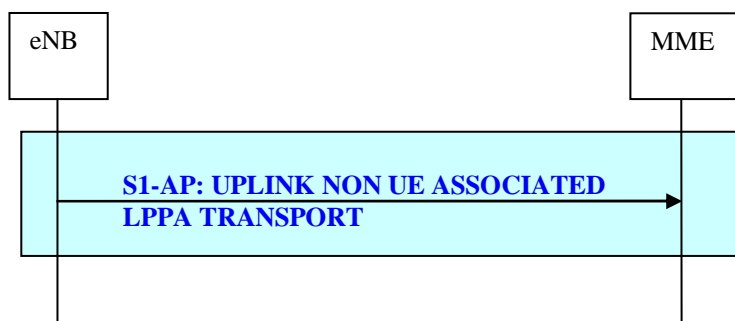 eNB
MME
S1-AP: UPLINK NON UE ASSOCIATED
LPPA TRANSPORT